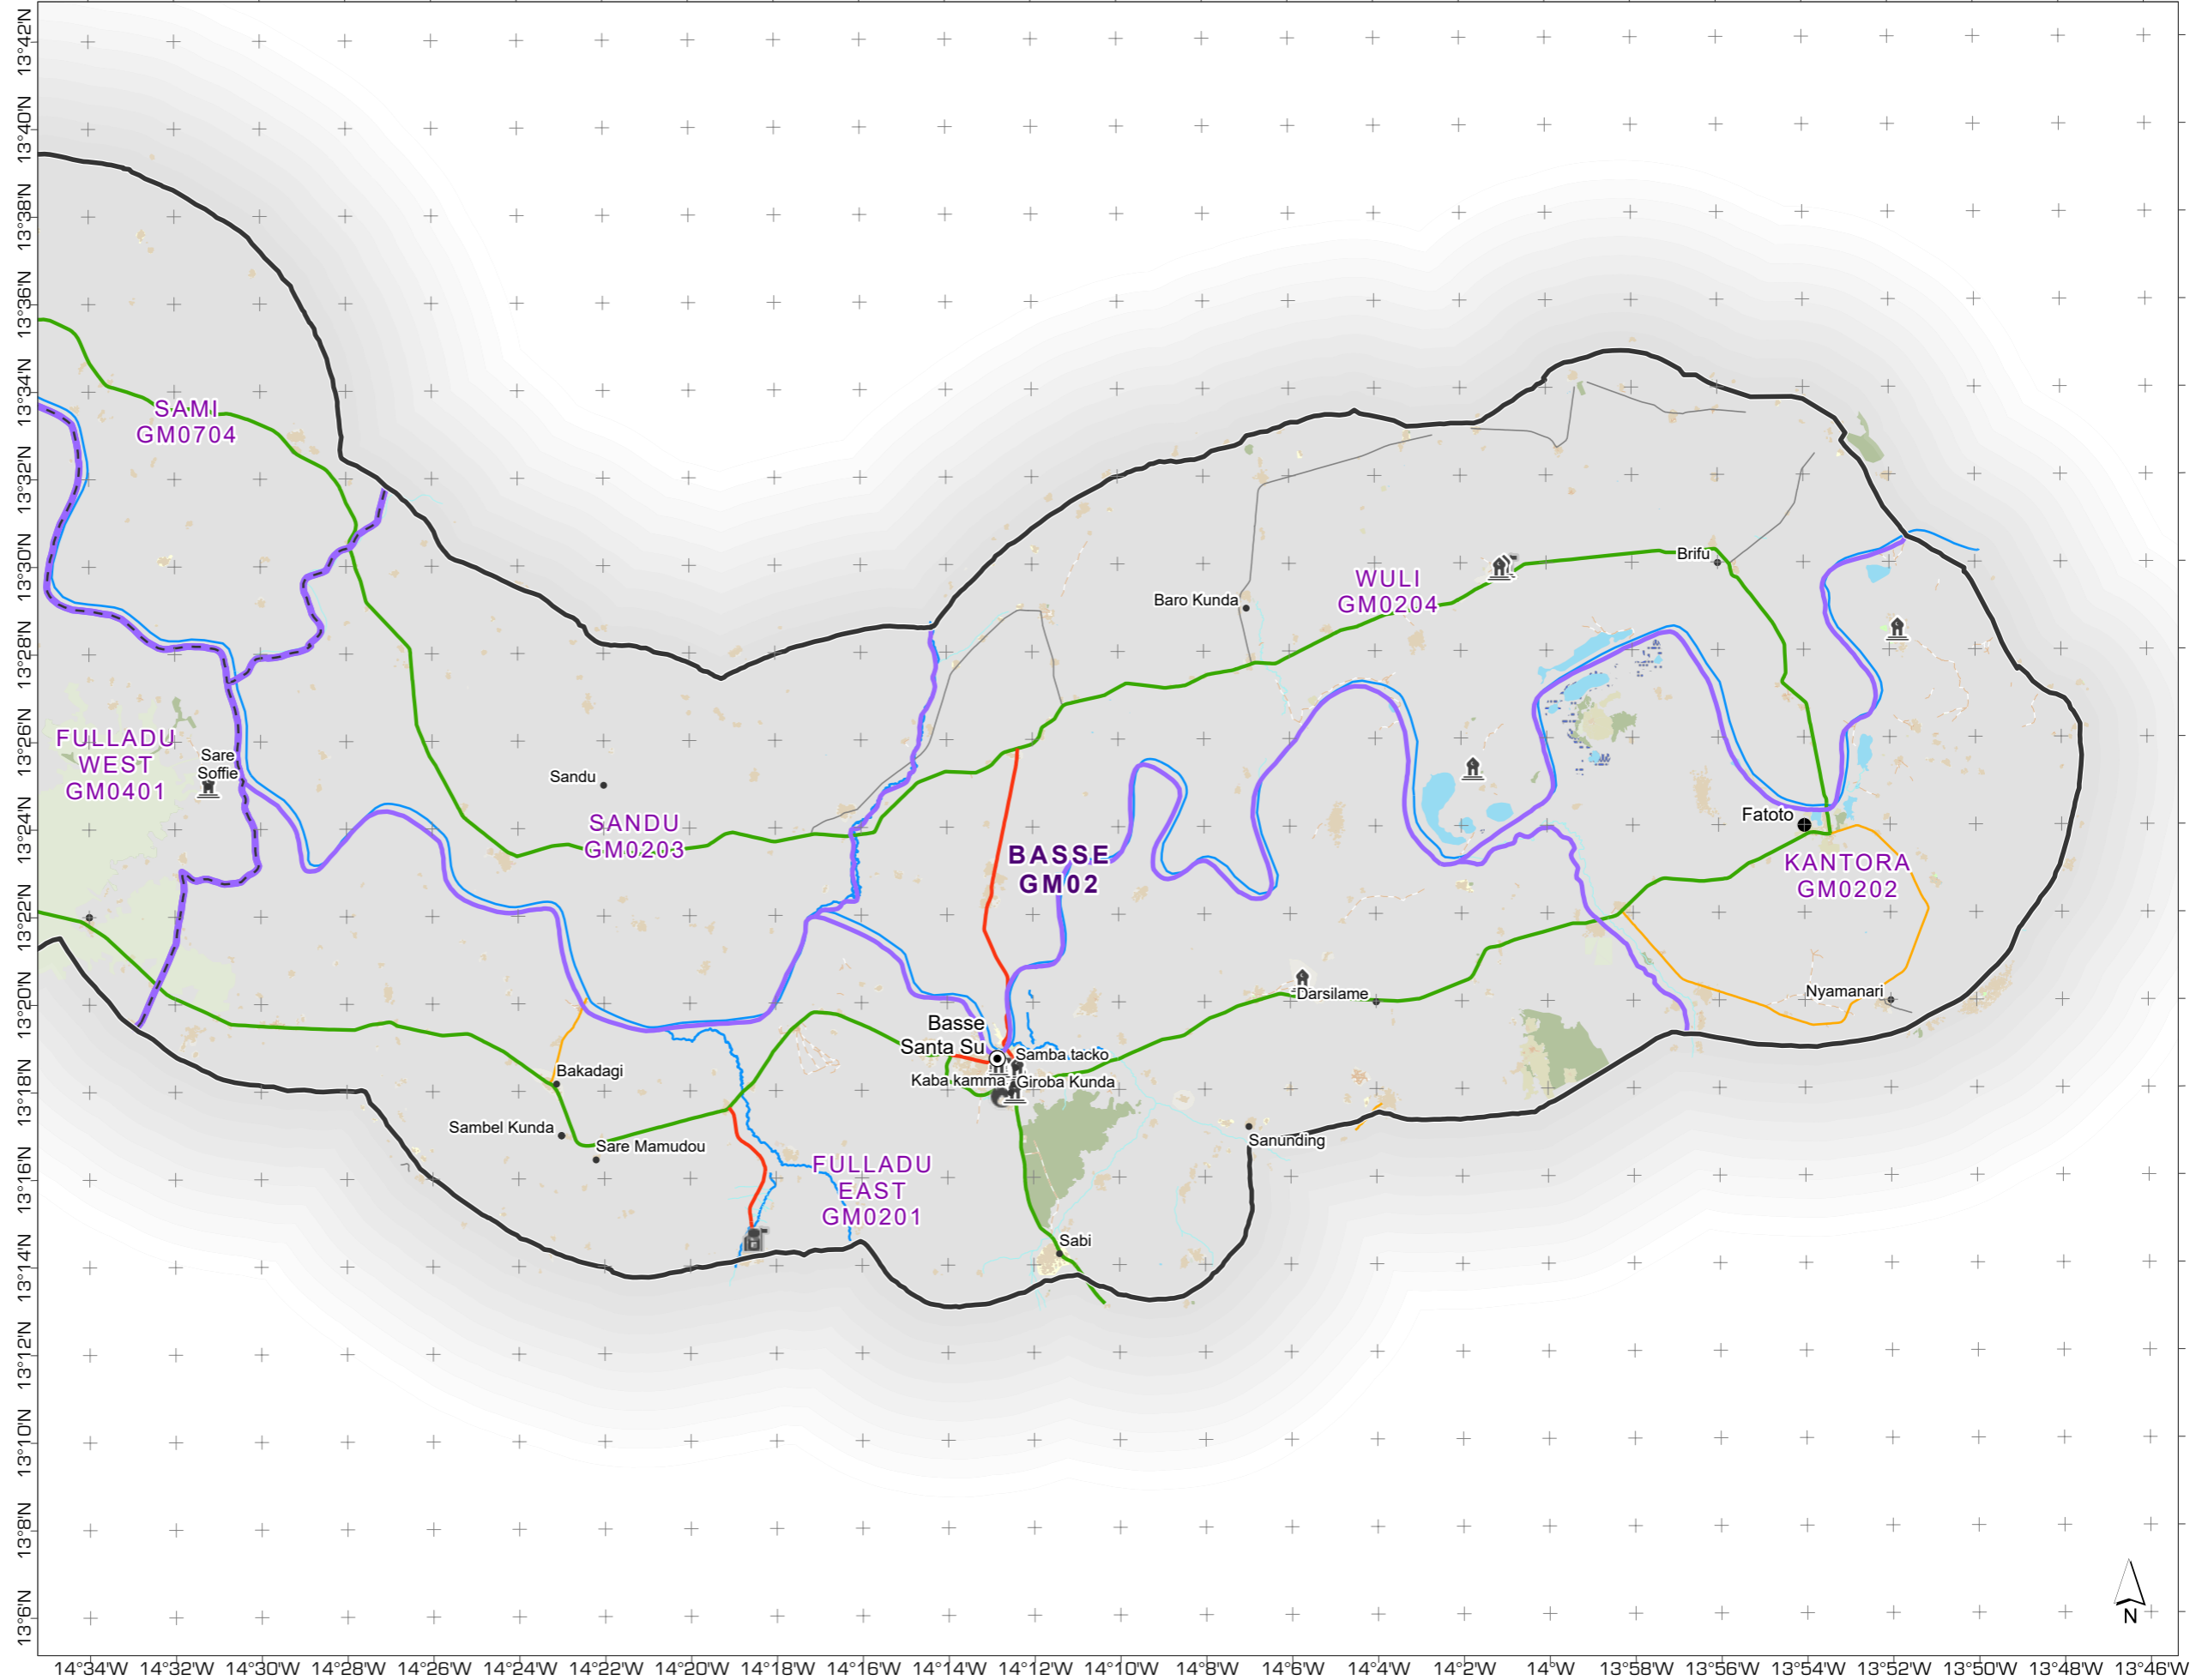 13°42'N
13°40'N
13°38'N
13°36'N
13°34'N
13°32'N
13°30'N
13°28'N
13°26'N
13°24'N
13°22'N
13°20'N
13°18'N
13°16'N
13°14'N
13°12'N
13°10'N
13°8'N
13°6'N
SAMI
GM0704
FULLADU
WEST
GM0401
Sare
Soffie
Sandu
SANDU
GM0203
BASSE
GM02
Baro Kunda
WULI
GM0204
Brifu
Fatoto
KANTORA
GM0202
Nyamanari
Darsilame
Basse
Santa Su
Samba tacko
Kaba kamma
Giroba Kunda
Bakadagi
Sambel Kunda
Sare Mamudou
FULLADU
EAST
GM0201
Sanunding
Sabi
N
14°34'W 14°32'W 14°30'W 14°28'W 14°26'W 14°24'W 14°22'W 14°20'W 14°18'W 14°16'W 14°14'W 14°12'W 14°10'W 14°8'W 14°6'W 14°4'W 14°2'W 14°W 13°58'W 13°56'W 13°54'W 13°52'W 13°50'W 13°48'W 13°46'W